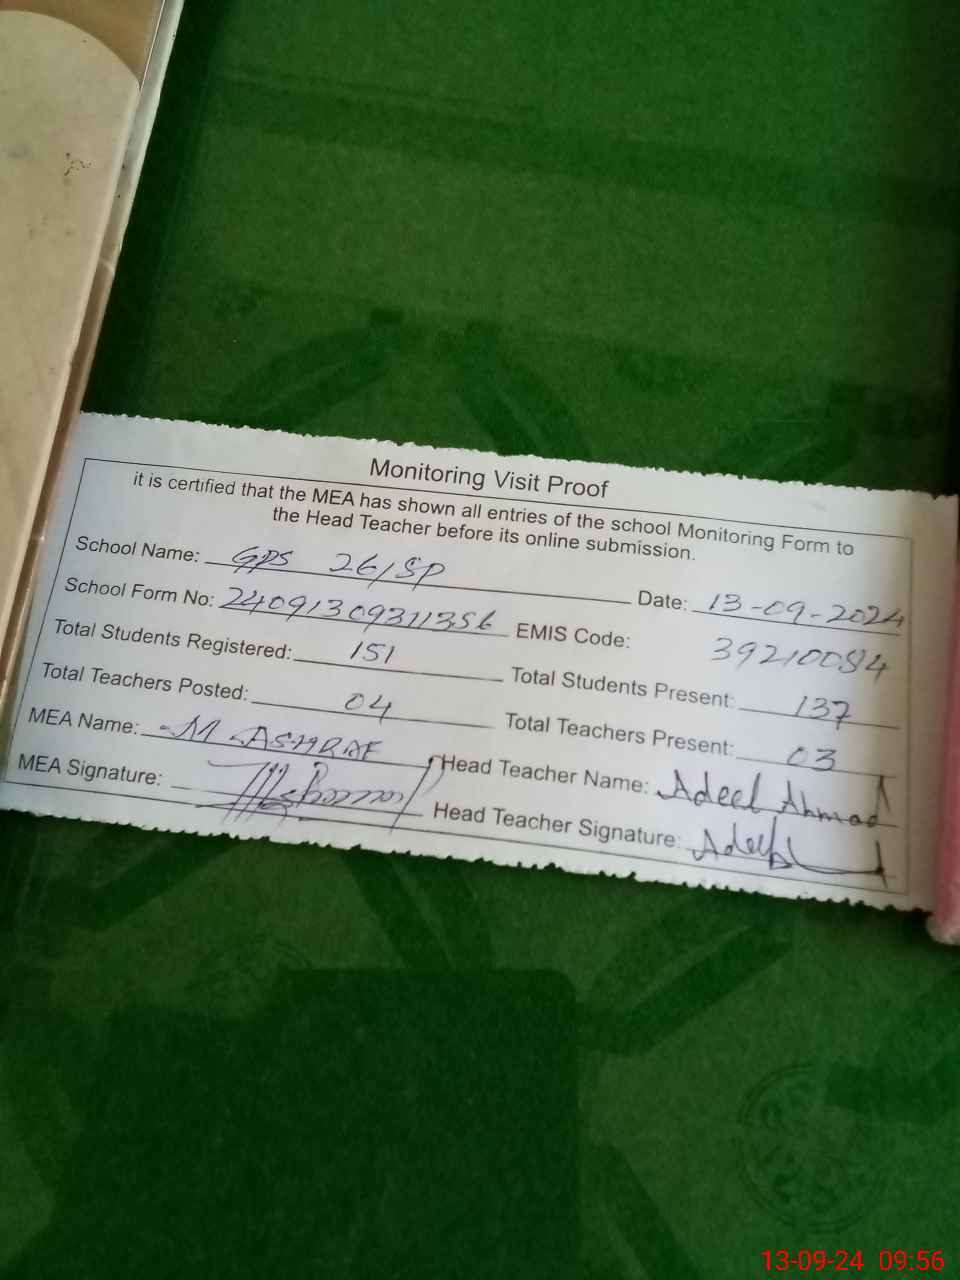 Monitoring Visit Proof
it is certified that the MEA has shown all entries of the school Monitoring Form to
the Head Teacher before its online submission.
School Name: GPS 26/SP Date: 13-09-2024
School Form No: 24091309311356 EMIS Code: 39210084
Total Students Registered: 151 Total Students Present: 137
Total Teachers Posted: 04 Total Teachers Present: 03
MEA Name: M. ASHRAF Head Teacher Name: Adeel Ahmad
MEA Signature: Head Teacher Signature: Adeel
13-09-24 09:56